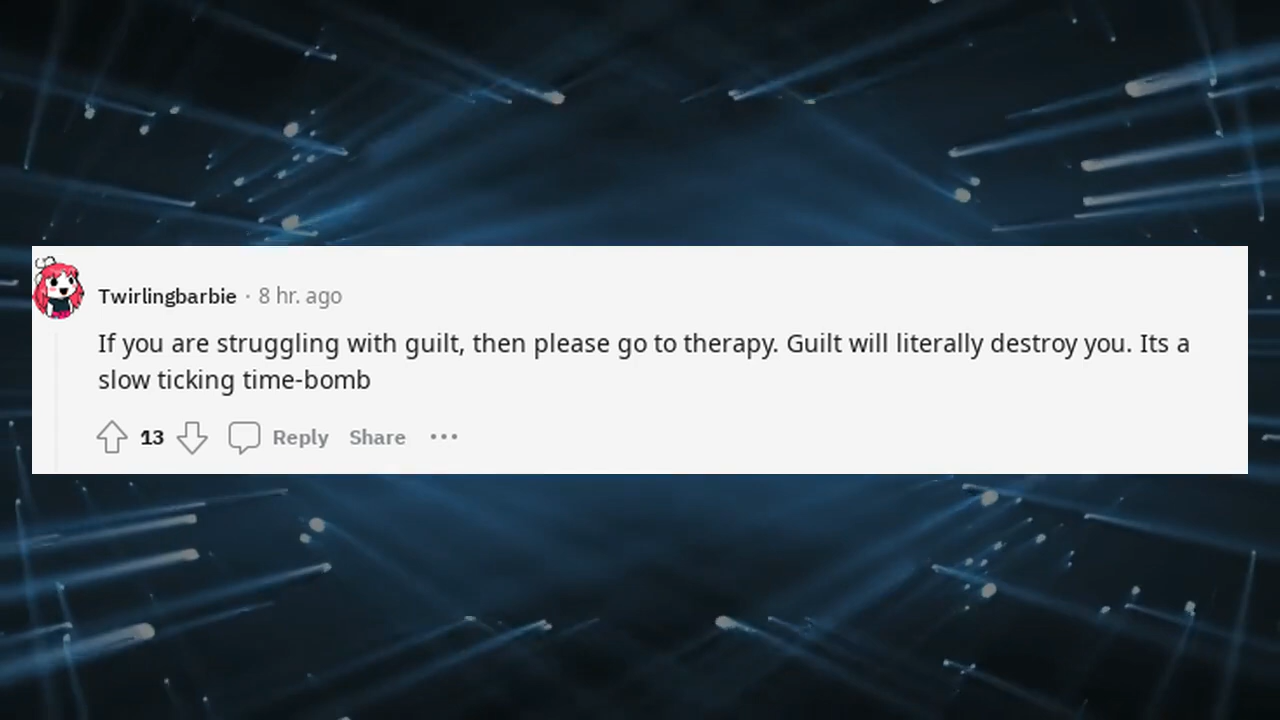 Twirlingbarbie · 8 hr. ago
If you are struggling with guilt, then please go to therapy. Guilt will literally destroy you. Its a
slow ticking time-bomb
13 Reply Share •••